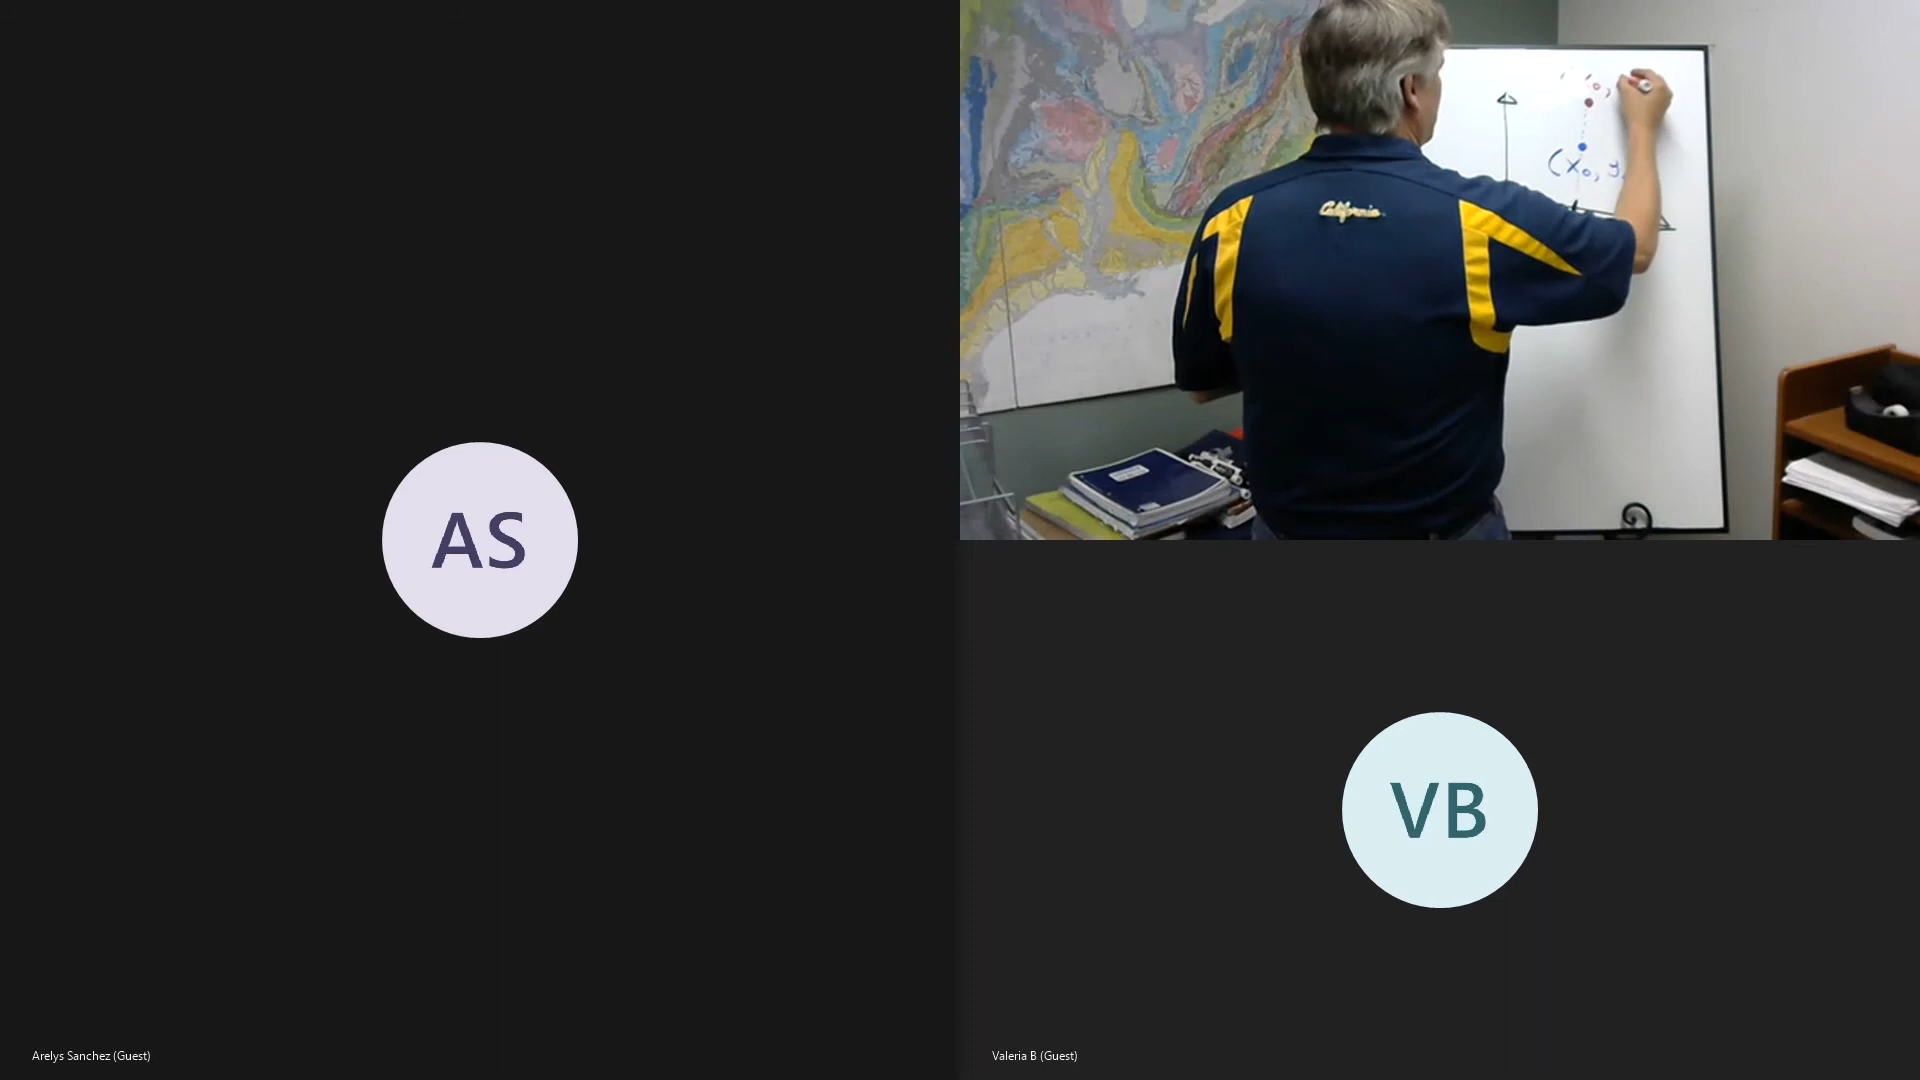 AS
California
(x₀, y
VB
Arelys Sanchez (Guest)
Valeria B (Guest)